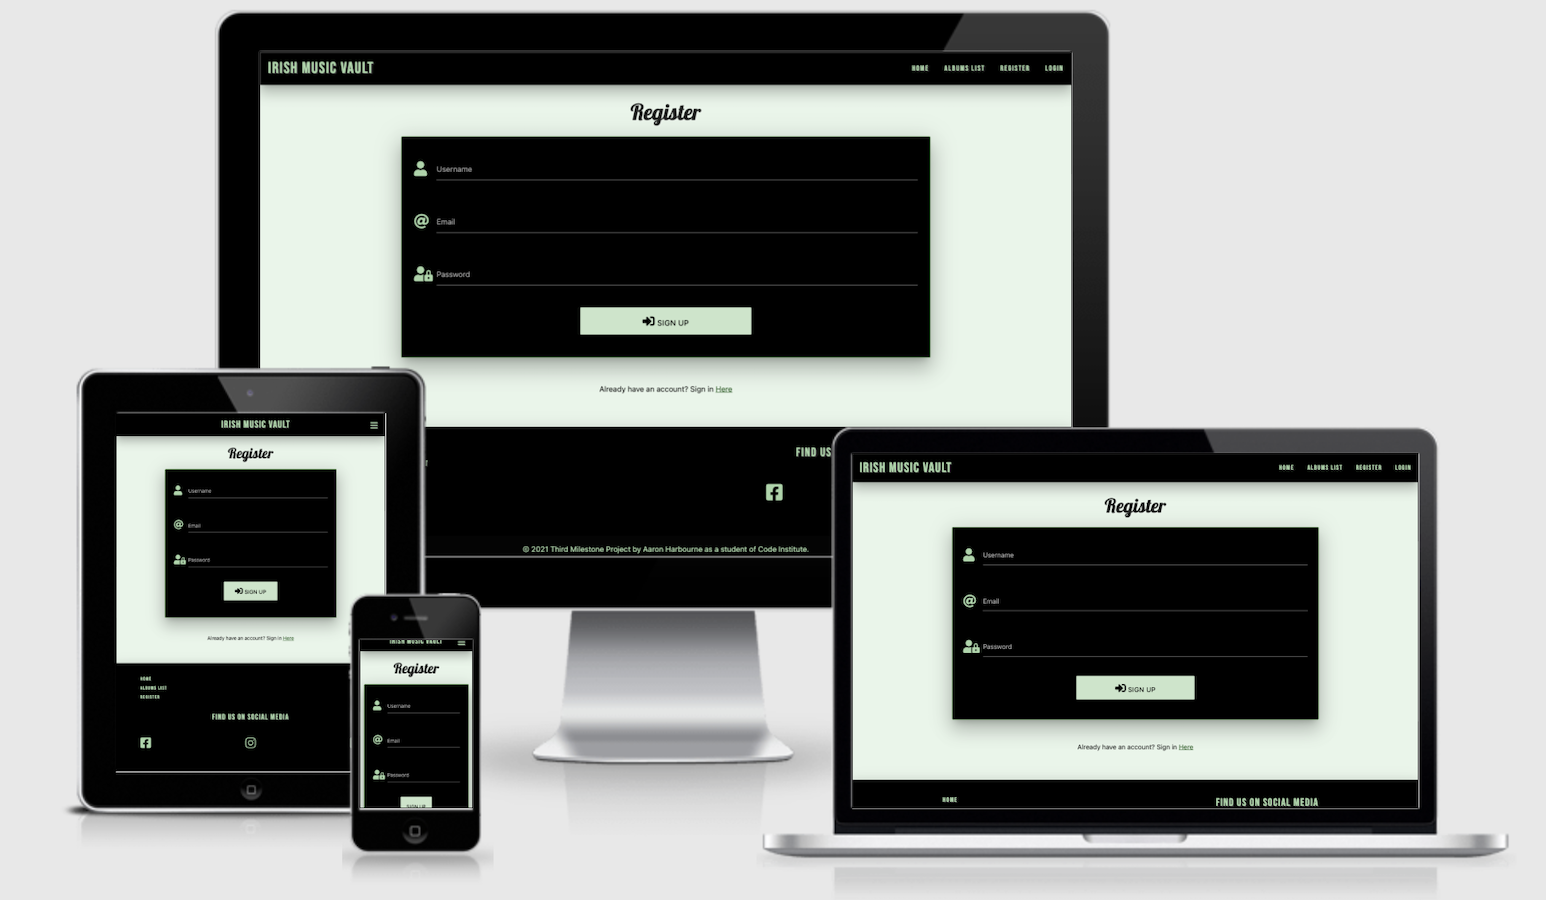 IRISH MUSIC VAULT
HOME ALBUMS LIST REGISTER LOGIN
Register
Username
@ Email
Password
SIGN UP
Already have an account? Sign in Here
FIND US
© 2021 Third Milestone Project by Aaron Harbourne as a student of Code Institute.
IRISH MUSIC VAULT
Register
Username
@ Email
Password
SIGN UP
Already have an account? Sign in Here
HOME
ALBUMS LIST
REGISTER
FIND US ON SOCIAL MEDIA
IRISH MUSIC VAULT
Register
Username
@ Email
Password
SIGN UP
IRISH MUSIC VAULT
HOME ALBUMS LIST REGISTER LOGIN
Register
Username
@ Email
Password
SIGN UP
Already have an account? Sign in Here
HOME
FIND US ON SOCIAL MEDIA